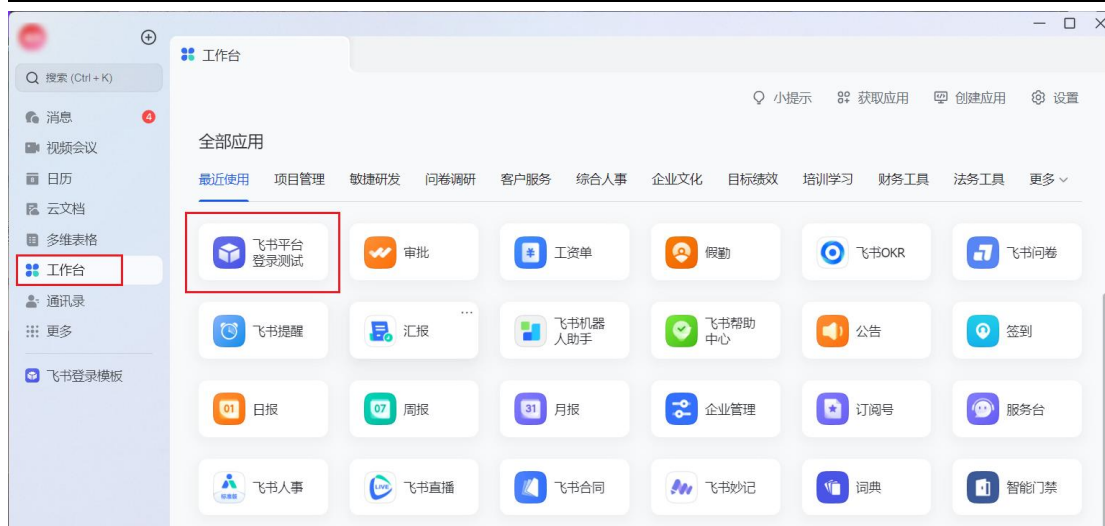 工作台
搜索 (Ctrl + K)
小提示
获取应用
创建应用
设置
消息
4
视频会议
日历
云文档
多维表格
工作台
通讯录
更多
飞书登录模板
全部应用
最近使用 项目管理 敏捷研发 问卷调研 客户服务 综合人事 企业文化 目标绩效 培训学习 财务工具 法务工具 更多
飞书平台
登录测试
审批
工资单
假勤
飞书OKR
飞书问卷
飞书提醒
汇报
飞书机器
人助手
飞书帮助
中心
公告
签到
01
日报
07
周报
31
月报
企业管理
订阅号
服务台
标准版
飞书人事
LIVE
飞书直播
飞书合同
飞书妙记
词典
智能门禁